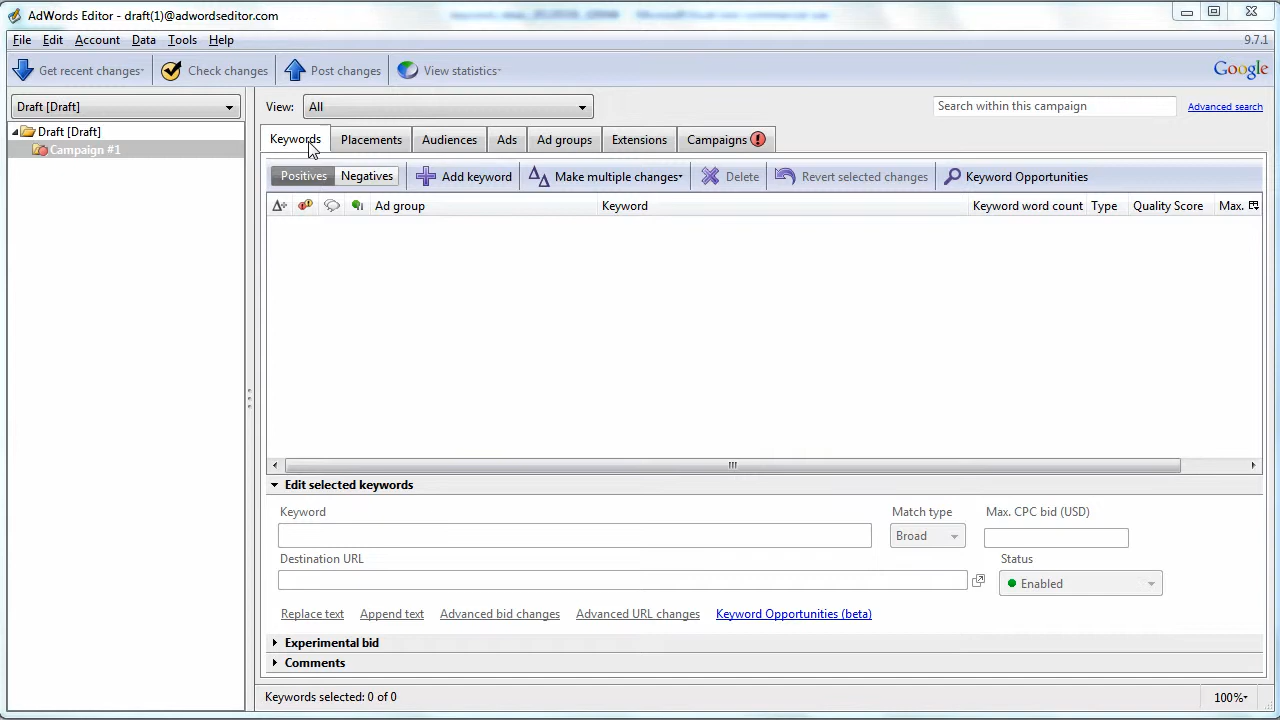 AdWords Editor - draft(1)@adwordseditor.com
File Edit Account Data Tools Help 9.7.1
Get recent changes Check changes Post changes View statistics Google
Draft [Draft] View: All Search within this campaign Advanced search
Draft [Draft]
Campaign #1
Keywords Placements Audiences Ads Ad groups Extensions Campaigns
Positives Negatives Add keyword Make multiple changes Delete Revert selected changes Keyword Opportunities
Ad group Keyword Keyword word count Type Quality Score Max.
Edit selected keywords
Keyword Match type Max. CPC bid (USD)
Broad
Destination URL Status
Enabled
Replace text Append text Advanced bid changes Advanced URL changes Keyword Opportunities (beta)
Experimental bid
Comments
Keywords selected: 0 of 0 100%